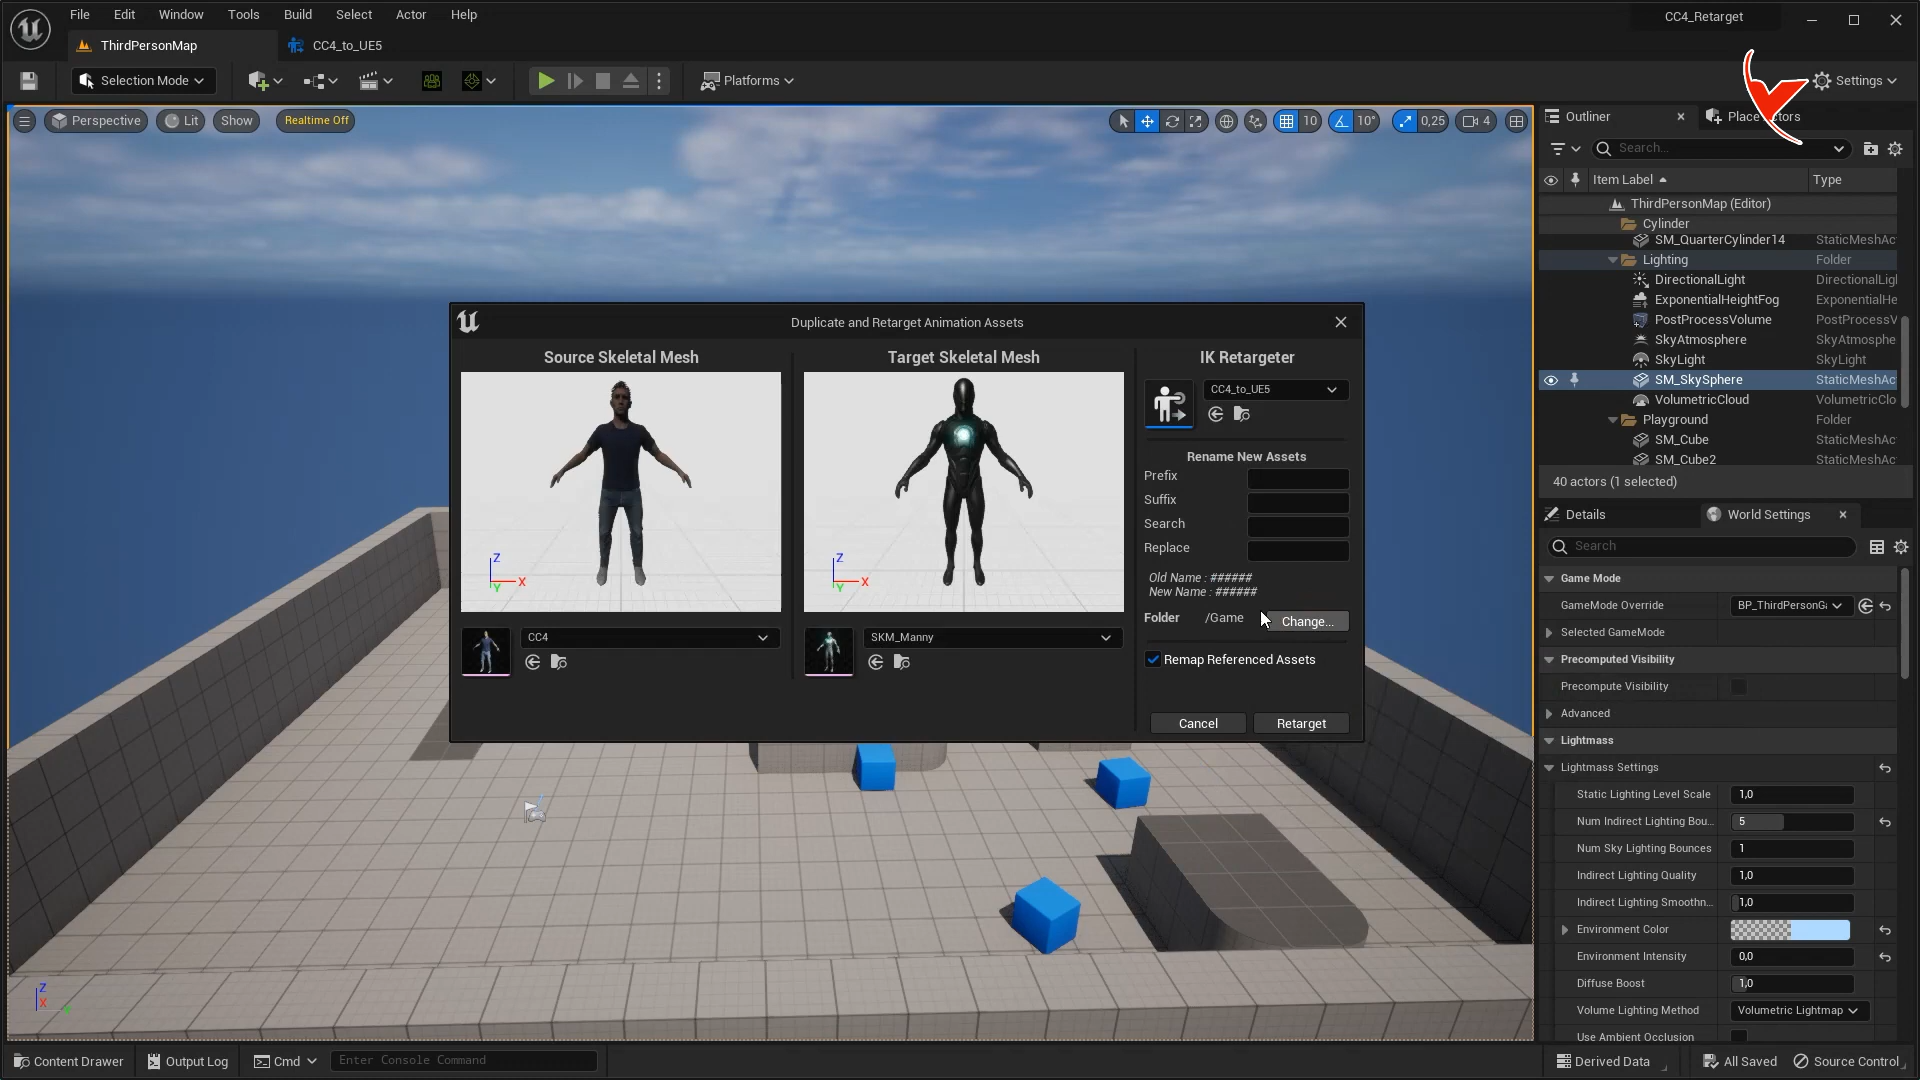 File Edit Window Tools Build Select Actor Help
CC4_Retarget
ThirdPersonMap
CC4_to_UE5
Selection Mode
Platforms
Settings
Perspective
Lit
Show
Realtime Off
10
10°
0,25
4
Outliner
Search...
Item Label
Type
ThirdPersonMap (Editor)
Cylinder
SM_QuarterCylinder14 StaticMeshAc
Lighting Folder
DirectionalLight DirectionalLigl
ExponentialHeightFog ExponentialHe
PostProcessVolume PostProcessV
SkyAtmosphere SkyAtmosphe
SkyLight SkyLight
SM_SkySphere StaticMeshAc
VolumetricCloud VolumetricClo
Playground Folder
SM_Cube StaticMeshAc
SM_Cube2 StaticMeshAc
40 actors (1 selected)
Duplicate and Retarget Animation Assets
Source Skeletal Mesh
Target Skeletal Mesh
IK Retargeter
CC4_to_UE5
Rename New Assets
Prefix
Suffix
Search
Replace
Old Name : ######
New Name : ######
Folder /Game Change...
Remap Referenced Assets
Cancel
Retarget
Z
X
Y
Z
X
Y
CC4
SKM_Manny
Details
World Settings
Search
Game Mode
GameMode Override BP_ThirdPersonGa
Selected GameMode
Precomputed Visibility
Precompute Visibility
Advanced
Lightmass
Lightmass Settings
Static Lighting Level Scale 1,0
Num Indirect Lighting Bou... 5
Num Sky Lighting Bounces 1
Indirect Lighting Quality 1,0
Indirect Lighting Smoothn... 1,0
Environment Color
Environment Intensity 0,0
Diffuse Boost 1,0
Volume Lighting Method Volumetric Lightmap
Use Ambient Occlusion
Z
X
Content Drawer
Output Log
Cmd
Enter Console Command
Derived Data
All Saved
Source Control